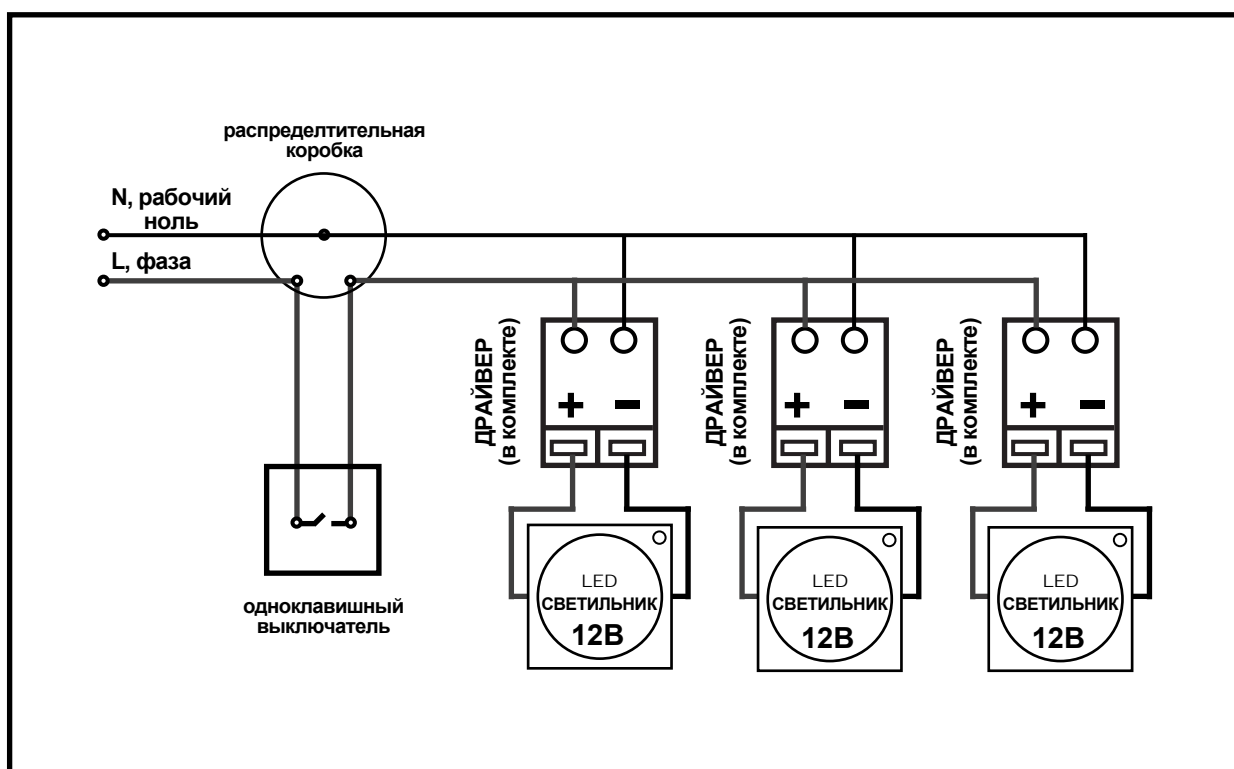 распределтительная
коробка
N, рабочий
ноль
L, фаза
ДРАЙВЕР
(в комплекте)
+ −
ДРАЙВЕР
(в комплекте)
+ −
ДРАЙВЕР
(в комплекте)
+ −
LED
СВЕТИЛЬНИК
12В
LED
СВЕТИЛЬНИК
12В
LED
СВЕТИЛЬНИК
12В
одноклавишный
выключатель